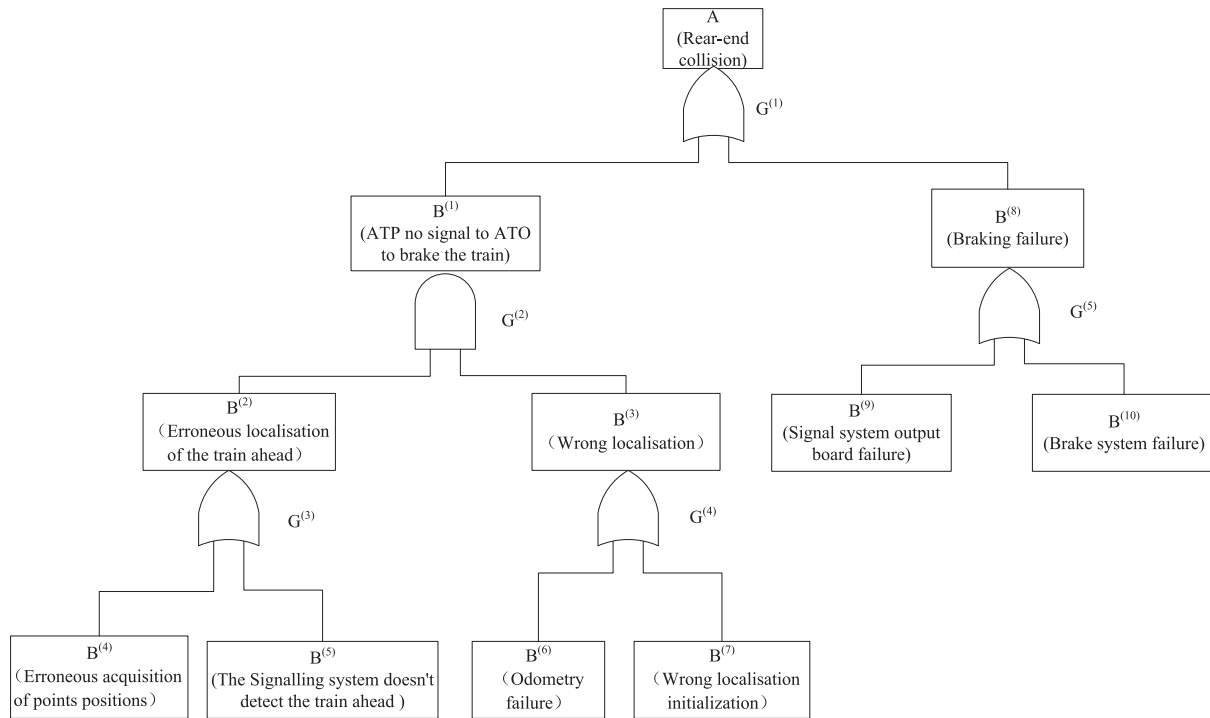 A
(Rear-end
collision)
G(1)
B(1)
(ATP no signal to ATO
to brake the train)
B(8)
(Braking failure)
G(2)
G(5)
B(2)
（Erroneous localisation
of the train ahead）
B(3)
（Wrong localisation）
B(9)
(Signal system output
board failure)
B(10)
(Brake system failure)
G(3)
G(4)
B(4)
（Erroneous acquisition
of points positions）
B(5)
(The Signalling system doesn't
detect the train ahead )
B(6)
（Odometry
failure）
B(7)
（Wrong localisation
initialization）